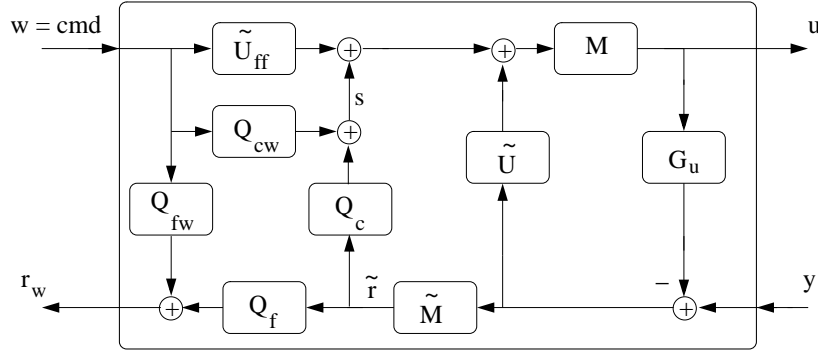 w = cmd
Ũ_ff
+
+
M
u
s
Q_cw
+
Ũ
G_u
Q_fw
Q_c
r_w
r̃
−
y
+
Q_f
M̃
+